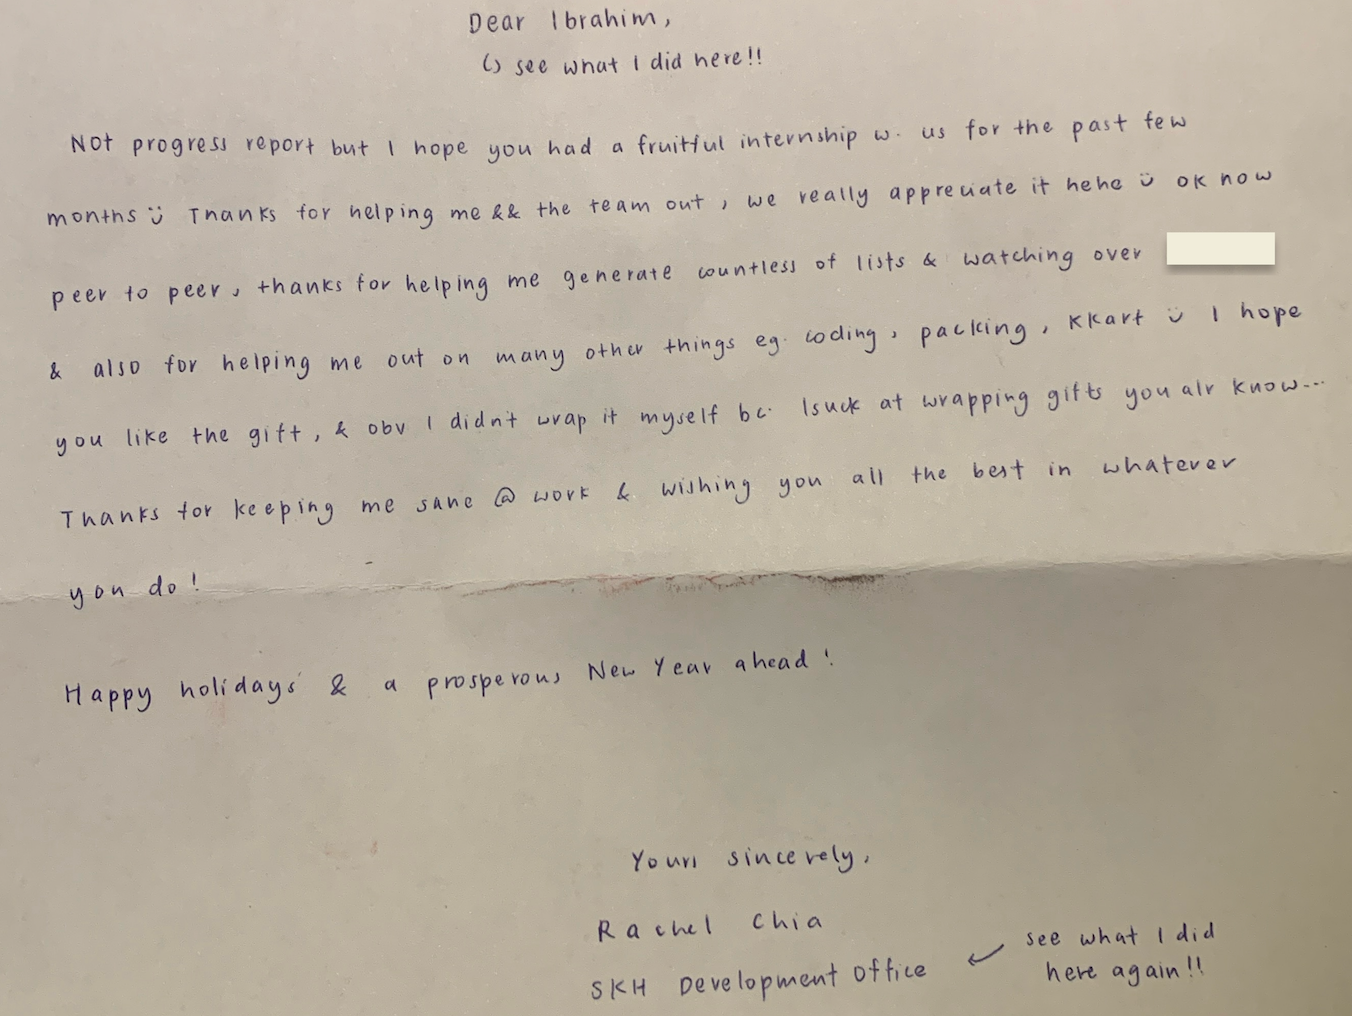 Dear Ibrahim,
↳ see what I did here!!
Not progress report but I hope you had a fruitful internship w. us for the past few
months ü Thanks for helping me && the team out, we really appreciate it hehe ü ok now
peer to peer, thanks for helping me generate countless of lists & watching over
& also for helping me out on many other things eg. coding, packing, KKart ü I hope
you like the gift, & obv I didn't wrap it myself bc. I suck at wrapping gifts you alr know...
Thanks for keeping me sane @ work & wishing you all the best in whatever
you do!
Happy holidays & a prosperous New Year ahead!
Yours sincerely,
Rachel Chia
SKH Development Office ← see what I did
here again!!